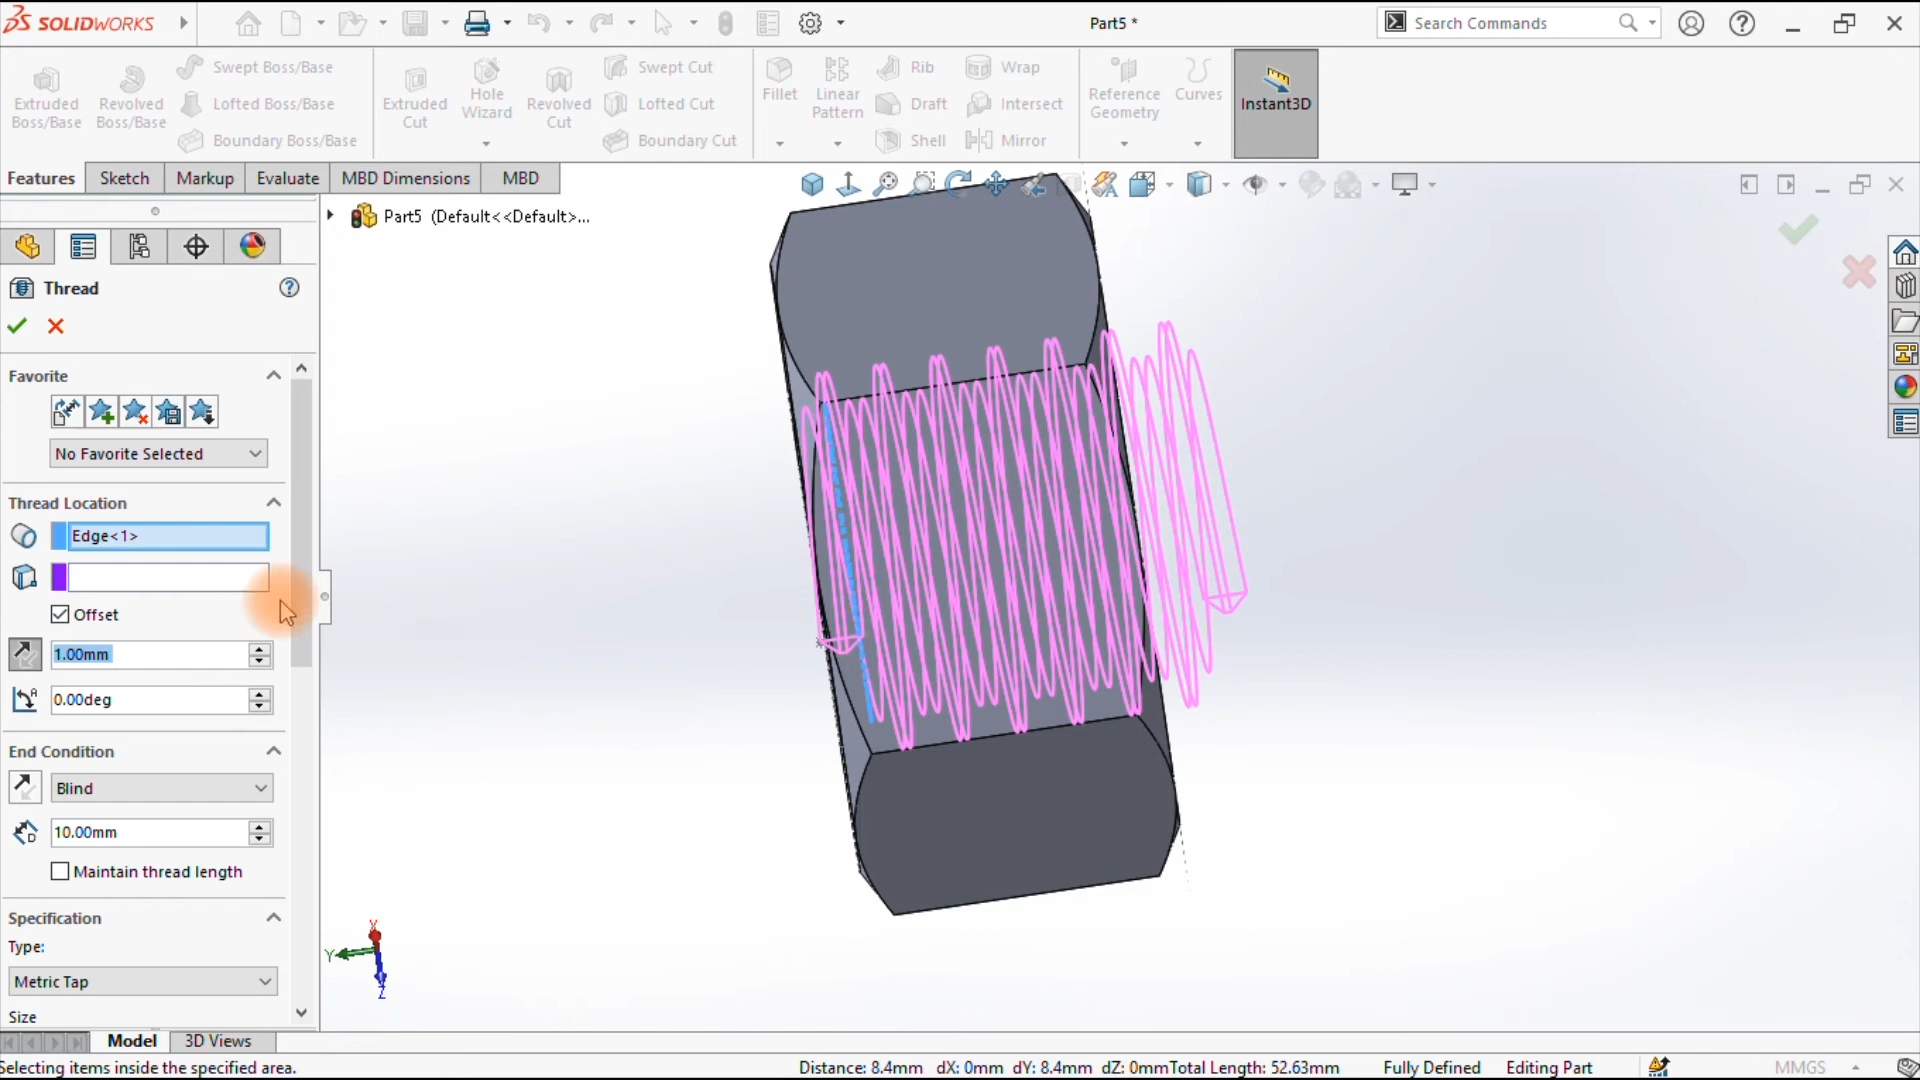 SOLIDWORKS
Part5 *
Search Commands
Extruded Boss/Base
Revolved Boss/Base
Swept Boss/Base
Lofted Boss/Base
Boundary Boss/Base
Extruded Cut
Hole Wizard
Revolved Cut
Swept Cut
Lofted Cut
Boundary Cut
Fillet
Linear Pattern
Rib
Draft
Shell
Wrap
Intersect
Mirror
Reference Geometry
Curves
Instant3D
Features
Sketch
Markup
Evaluate
MBD Dimensions
MBD
Part5 (Default<<Default>...
Thread
Favorite
No Favorite Selected
Thread Location
Edge<1>
Offset
1.00mm
0.00deg
End Condition
Blind
10.00mm
Maintain thread length
Specification
Type:
Metric Tap
Size
X
Y
Z
Model
3D Views
Selecting items inside the specified area.
Distance: 8.4mm dX: 0mm dY: 8.4mm dZ: 0mmTotal Length: 52.63mm
Fully Defined
Editing Part
MMGS